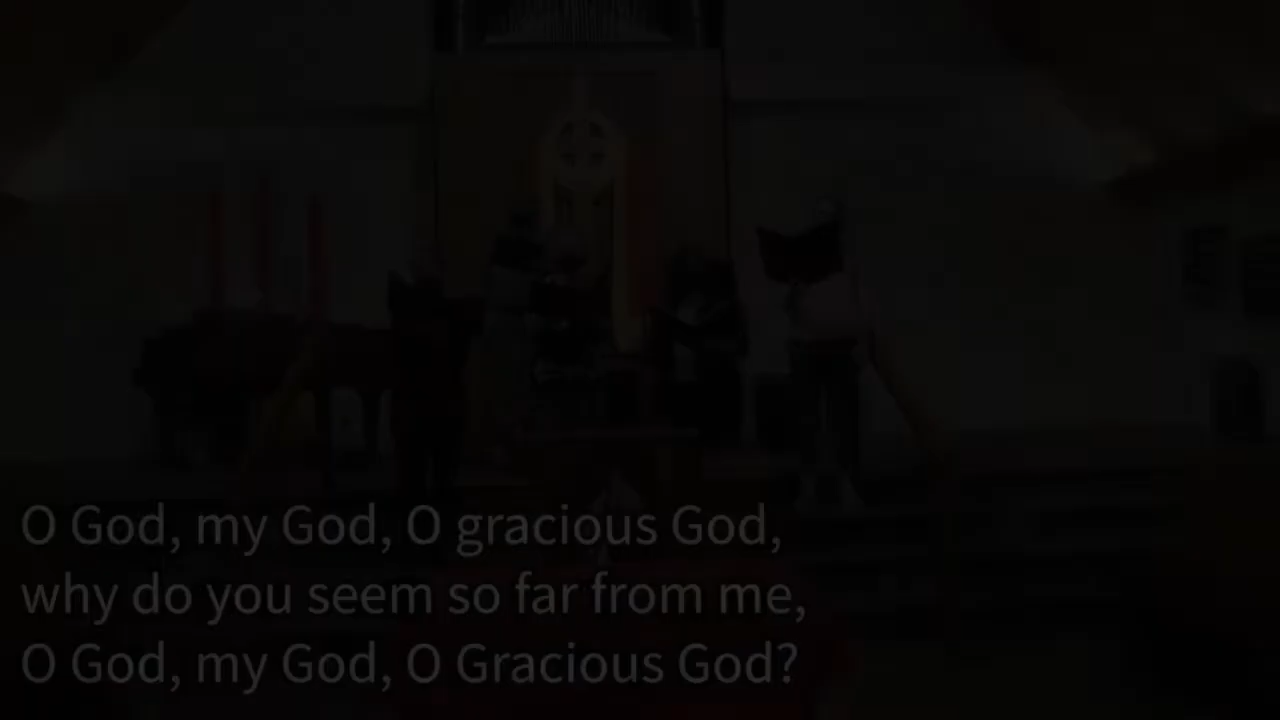 O God, my God, O gracious God,
why do you seem so far from me,
O God, my God, O Gracious God?